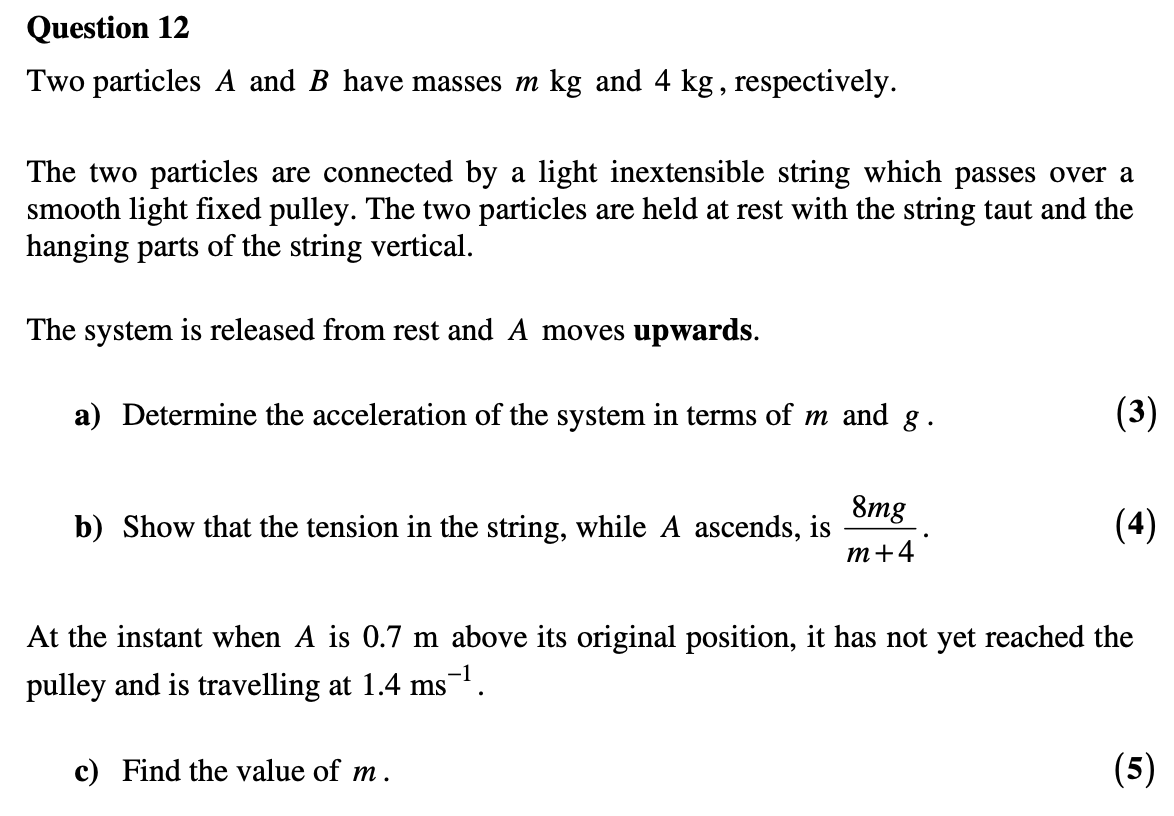 Question 12
Two particles A and B have masses m kg and 4 kg, respectively.
The two particles are connected by a light inextensible string which passes over a
smooth light fixed pulley. The two particles are held at rest with the string taut and the
hanging parts of the string vertical.
The system is released from rest and A moves upwards.
a) Determine the acceleration of the system in terms of m and g. (3)
b) Show that the tension in the string, while A ascends, is 8mg/(m+4). (4)
At the instant when A is 0.7 m above its original position, it has not yet reached the
pulley and is travelling at 1.4 ms⁻¹.
c) Find the value of m. (5)